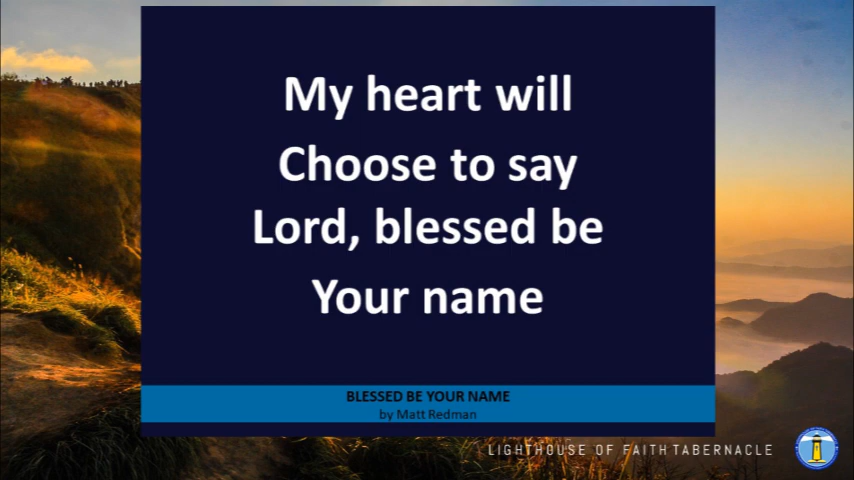 My heart will
Choose to say
Lord, blessed be
Your name
BLESSED BE YOUR NAME
by Matt Redman
LIGHTHOUSE OF FAITH TABERNACLE